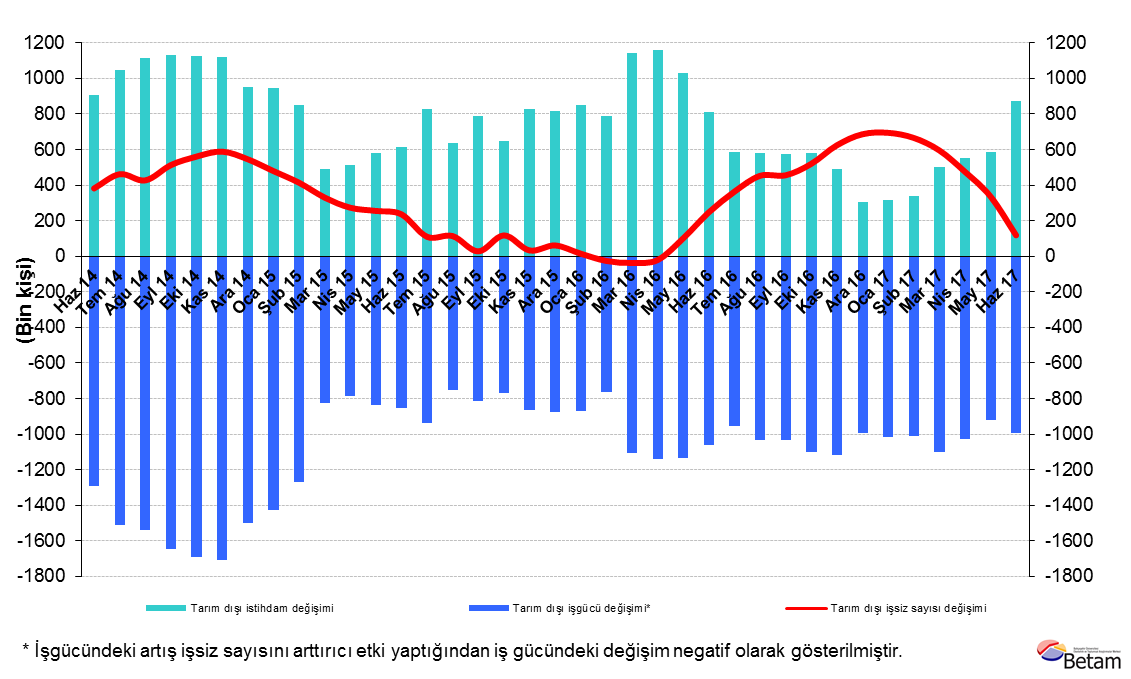 1200 1200
1000 1000
800 800
600 600
400 400
200 200
0 0
-200 -200
-400 -400
-600 -600
-800 -800
-1000 -1000
-1200 -1200
-1400 -1400
-1600 -1600
-1800 -1800
(Bin kişi)
Haz 14
Tem 14
Ağu 14
Eyl 14
Eki 14
Kas 14
Ara 14
Oca 15
Şub 15
Mar 15
Nis 15
May 15
Haz 15
Tem 15
Ağu 15
Eyl 15
Eki 15
Kas 15
Ara 15
Oca 16
Şub 16
Mar 16
Nis 16
May 16
Haz 16
Tem 16
Ağu 16
Eyl 16
Eki 16
Kas 16
Ara 16
Oca 17
Şub 17
Mar 17
Nis 17
May 17
Haz 17
Tarım dışı istihdam değişimi
Tarım dışı işgücü değişimi*
Tarım dışı işsiz sayısı değişimi
* İşgücündeki artış işsiz sayısını arttırıcı etki yaptığından iş gücündeki değişim negatif olarak gösterilmiştir.
Betam